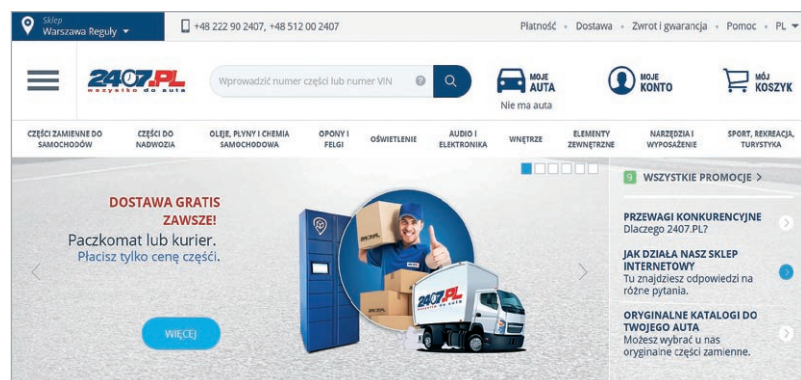 Sklep
Warszawa Reguły
+48 222 90 2407, +48 512 00 2407
Płatność • Dostawa • Zwrot i gwarancja • Pomoc • PL
2407.PL
wszystko do auta
Wprowadzić numer części lub numer VIN
?
MOJE
AUTA
Nie ma auta
MOJE
KONTO
MÓJ
KOSZYK
CZĘŚCI ZAMIENNE DO
SAMOCHODÓW
CZĘŚCI DO
NADWOZIA
OLEJE, PŁYNY I CHEMIA
SAMOCHODOWA
OPONY I
FELGI
OŚWIETLENIE
AUDIO I
ELEKTRONIKA
WNĘTRZE
ELEMENTY
ZEWNĘTRZNE
NARZĘDZIA I
WYPOSAŻENIE
SPORT, REKREACJA,
TURYSTYKA
DOSTAWA GRATIS
ZAWSZE!
Paczkomat lub kurier.
Płacisz tylko cenę części.
WIĘCEJ
2407.PL
wszystko do auta
9 WSZYSTKIE PROMOCJE
PRZEWAGI KONKURENCYJNE
Dlaczego 2407.PL?
JAK DZIAŁA NASZ SKLEP
INTERNETOWY
Tu znajdziesz odpowiedzi na
różne pytania.
ORYGINALNE KATALOGI DO
TWOJEGO AUTA
Możesz wybrać u nas
oryginalne części zamienne.